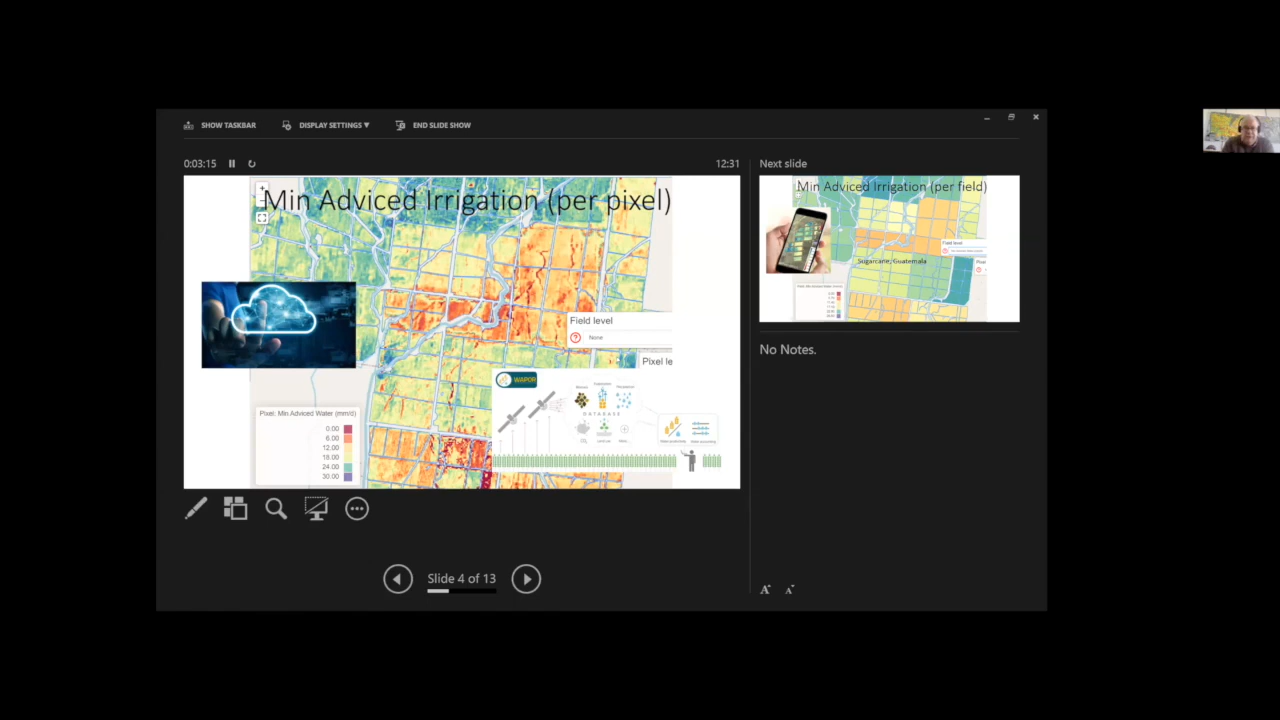 SHOW TASKBAR
DISPLAY SETTINGS ▼
END SLIDE SHOW
0:03:15
12:31
Next slide
Min Adviced Irrigation (per pixel)
Field level
None
Pixel le
WAPOR
DATABASE
Pixel: Min Adviced Water (mm/d)
0.00
6.00
12.00
18.00
24.00
30.00
Min Adviced Irrigation (per field)
Field level
Sugarcane, Guatemala
No Notes.
Slide 4 of 13
A
A